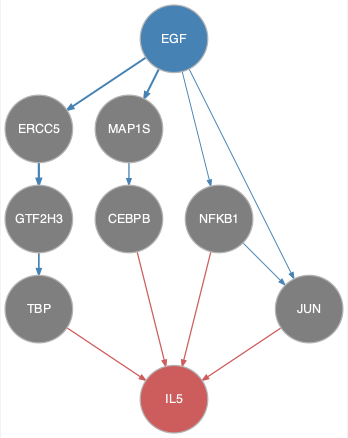 EGF
ERCC5
MAP1S
GTF2H3
CEBPB
NFKB1
TBP
JUN
IL5